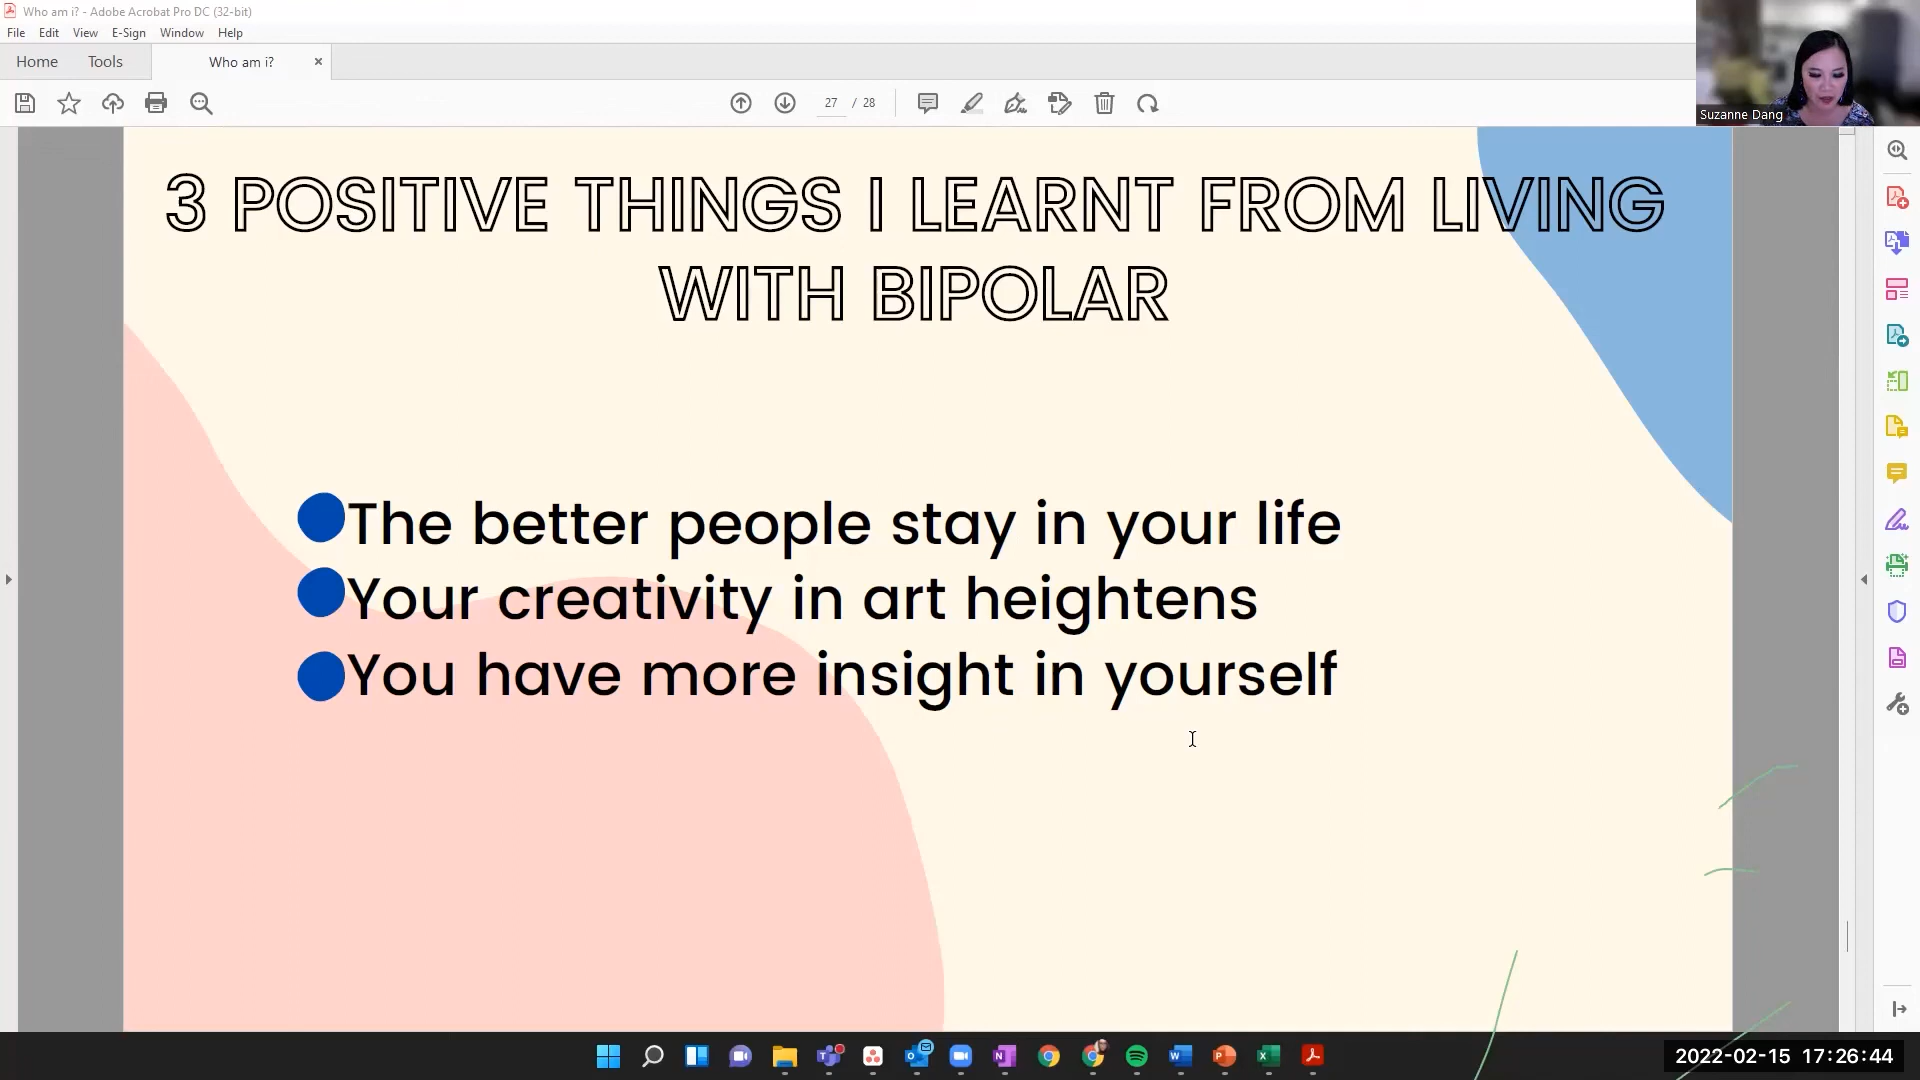 Who am i? - Adobe Acrobat Pro DC (32-bit)
File Edit View E-Sign Window Help
Home Tools Who am i? ×
27 / 28
Suzanne Dang
3 POSITIVE THINGS I LEARNT FROM LIVING
WITH BIPOLAR
The better people stay in your life
Your creativity in art heightens
You have more insight in yourself
2022-02-15 17:26:44